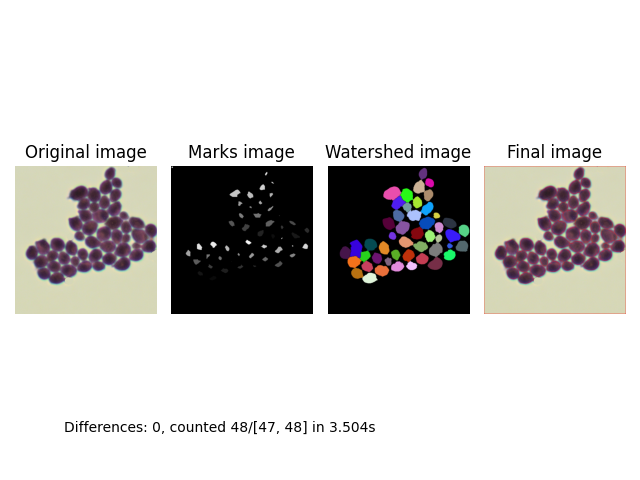 Original image
Marks image
Watershed image
Final image
Differences: 0, counted 48/[47, 48] in 3.504s